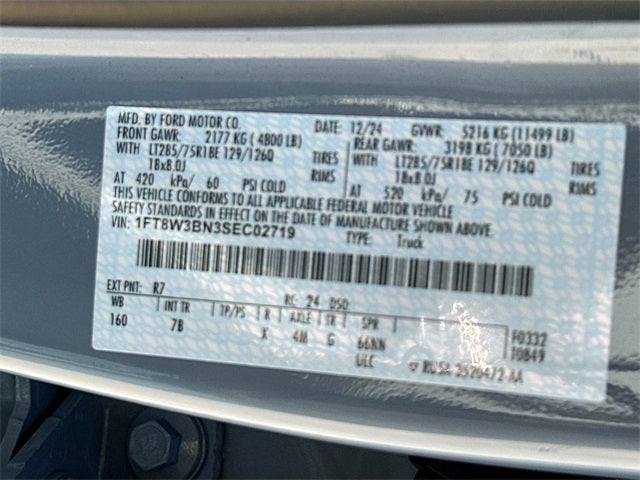 MFD. BY FORD MOTOR CO. DATE: 12/24 GVWR: 5216 KG (11499 LB)
FRONT GAWR: 2177 KG (4800 LB) REAR GAWR: 3198 KG (7050 LB)
WITH LT285/75R18E 129/126Q TIRES WITH LT285/75R18E 129/126Q TIRES
18x8.0J RIMS 18x8.0J RIMS
AT 420 kPa/ 60 PSI COLD AT 520 kPa/ 75 PSI COLD
THIS VEHICLE CONFORMS TO ALL APPLICABLE FEDERAL MOTOR VEHICLE
SAFETY STANDARDS IN EFFECT ON THE DATE OF MANUFACTURE SHOWN ABOVE.
VIN: 1FT8W3BN3SEC02719
TYPE: Truck
EXT PNT: R7 RC: 24 DSO:
WB INT TR TP/PS R AXLE TR SPR
160 7B X 4M G 66NN
F0332
T0849
ULC